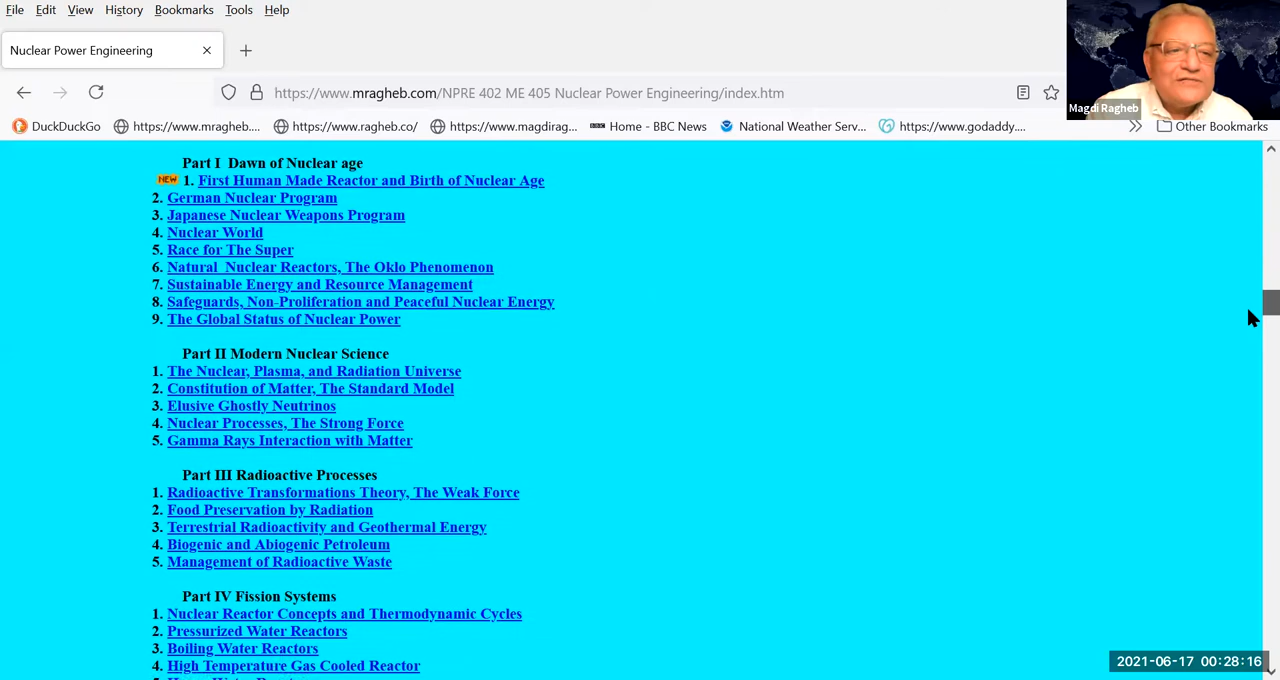 File Edit View History Bookmarks Tools Help
Nuclear Power Engineering
https://www.mragheb.com/NPRE 402 ME 405 Nuclear Power Engineering/index.htm
Magdi Ragheb
DuckDuckGo https://www.mragheb.... https://www.ragheb.co/ https://www.magdirag... BBC Home - BBC News National Weather Serv... https://www.godaddy.... Other Bookmarks
Part I Dawn of Nuclear age
NEW 1. First Human Made Reactor and Birth of Nuclear Age
2. German Nuclear Program
3. Japanese Nuclear Weapons Program
4. Nuclear World
5. Race for The Super
6. Natural Nuclear Reactors, The Oklo Phenomenon
7. Sustainable Energy and Resource Management
8. Safeguards, Non-Proliferation and Peaceful Nuclear Energy
9. The Global Status of Nuclear Power
Part II Modern Nuclear Science
1. The Nuclear, Plasma, and Radiation Universe
2. Constitution of Matter, The Standard Model
3. Elusive Ghostly Neutrinos
4. Nuclear Processes, The Strong Force
5. Gamma Rays Interaction with Matter
Part III Radioactive Processes
1. Radioactive Transformations Theory, The Weak Force
2. Food Preservation by Radiation
3. Terrestrial Radioactivity and Geothermal Energy
4. Biogenic and Abiogenic Petroleum
5. Management of Radioactive Waste
Part IV Fission Systems
1. Nuclear Reactor Concepts and Thermodynamic Cycles
2. Pressurized Water Reactors
3. Boiling Water Reactors
4. High Temperature Gas Cooled Reactor
2021-06-17 00:28:16